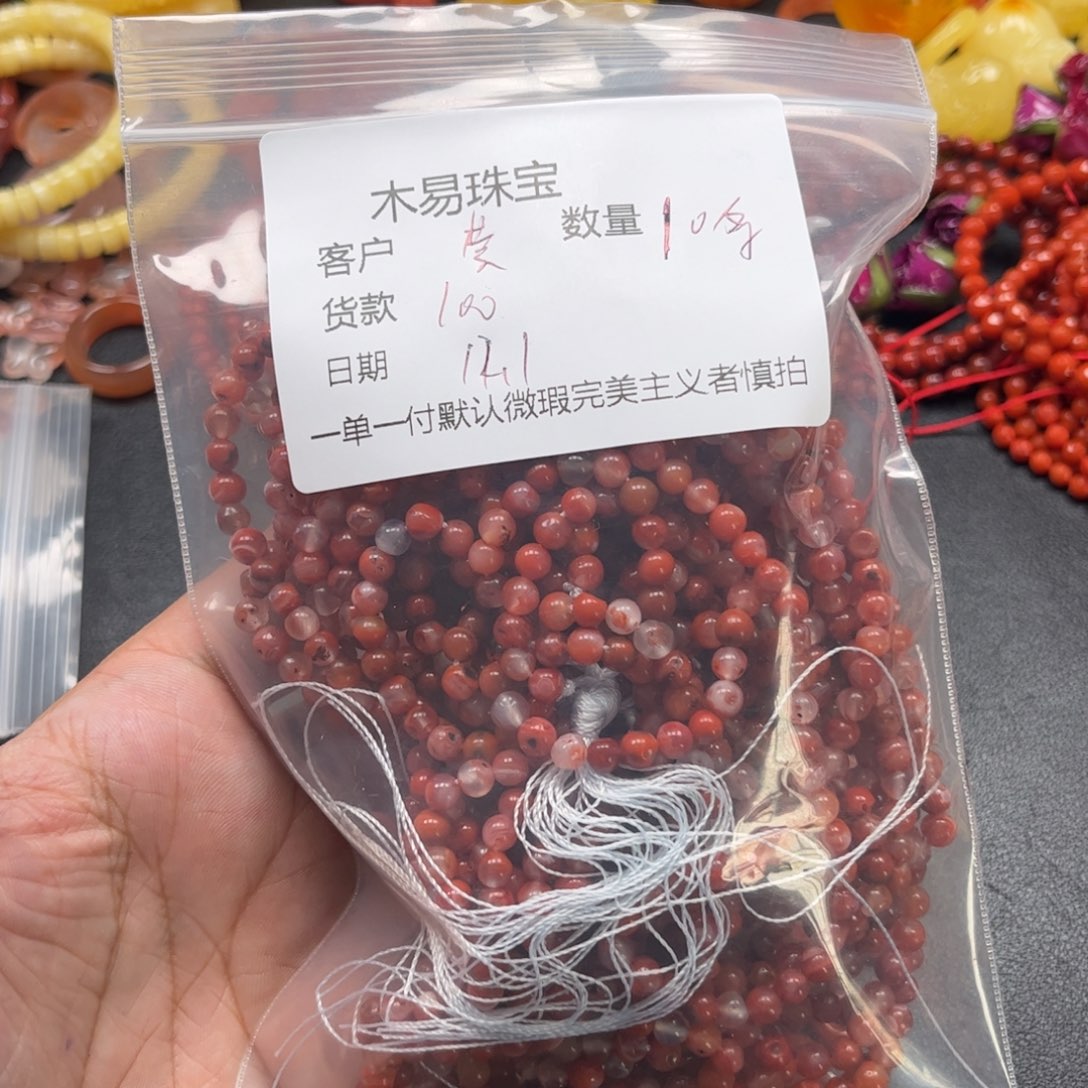 木易珠宝
客户 数量 10
货款 100
日期
一单一付默认微瑕完美主义者慎拍